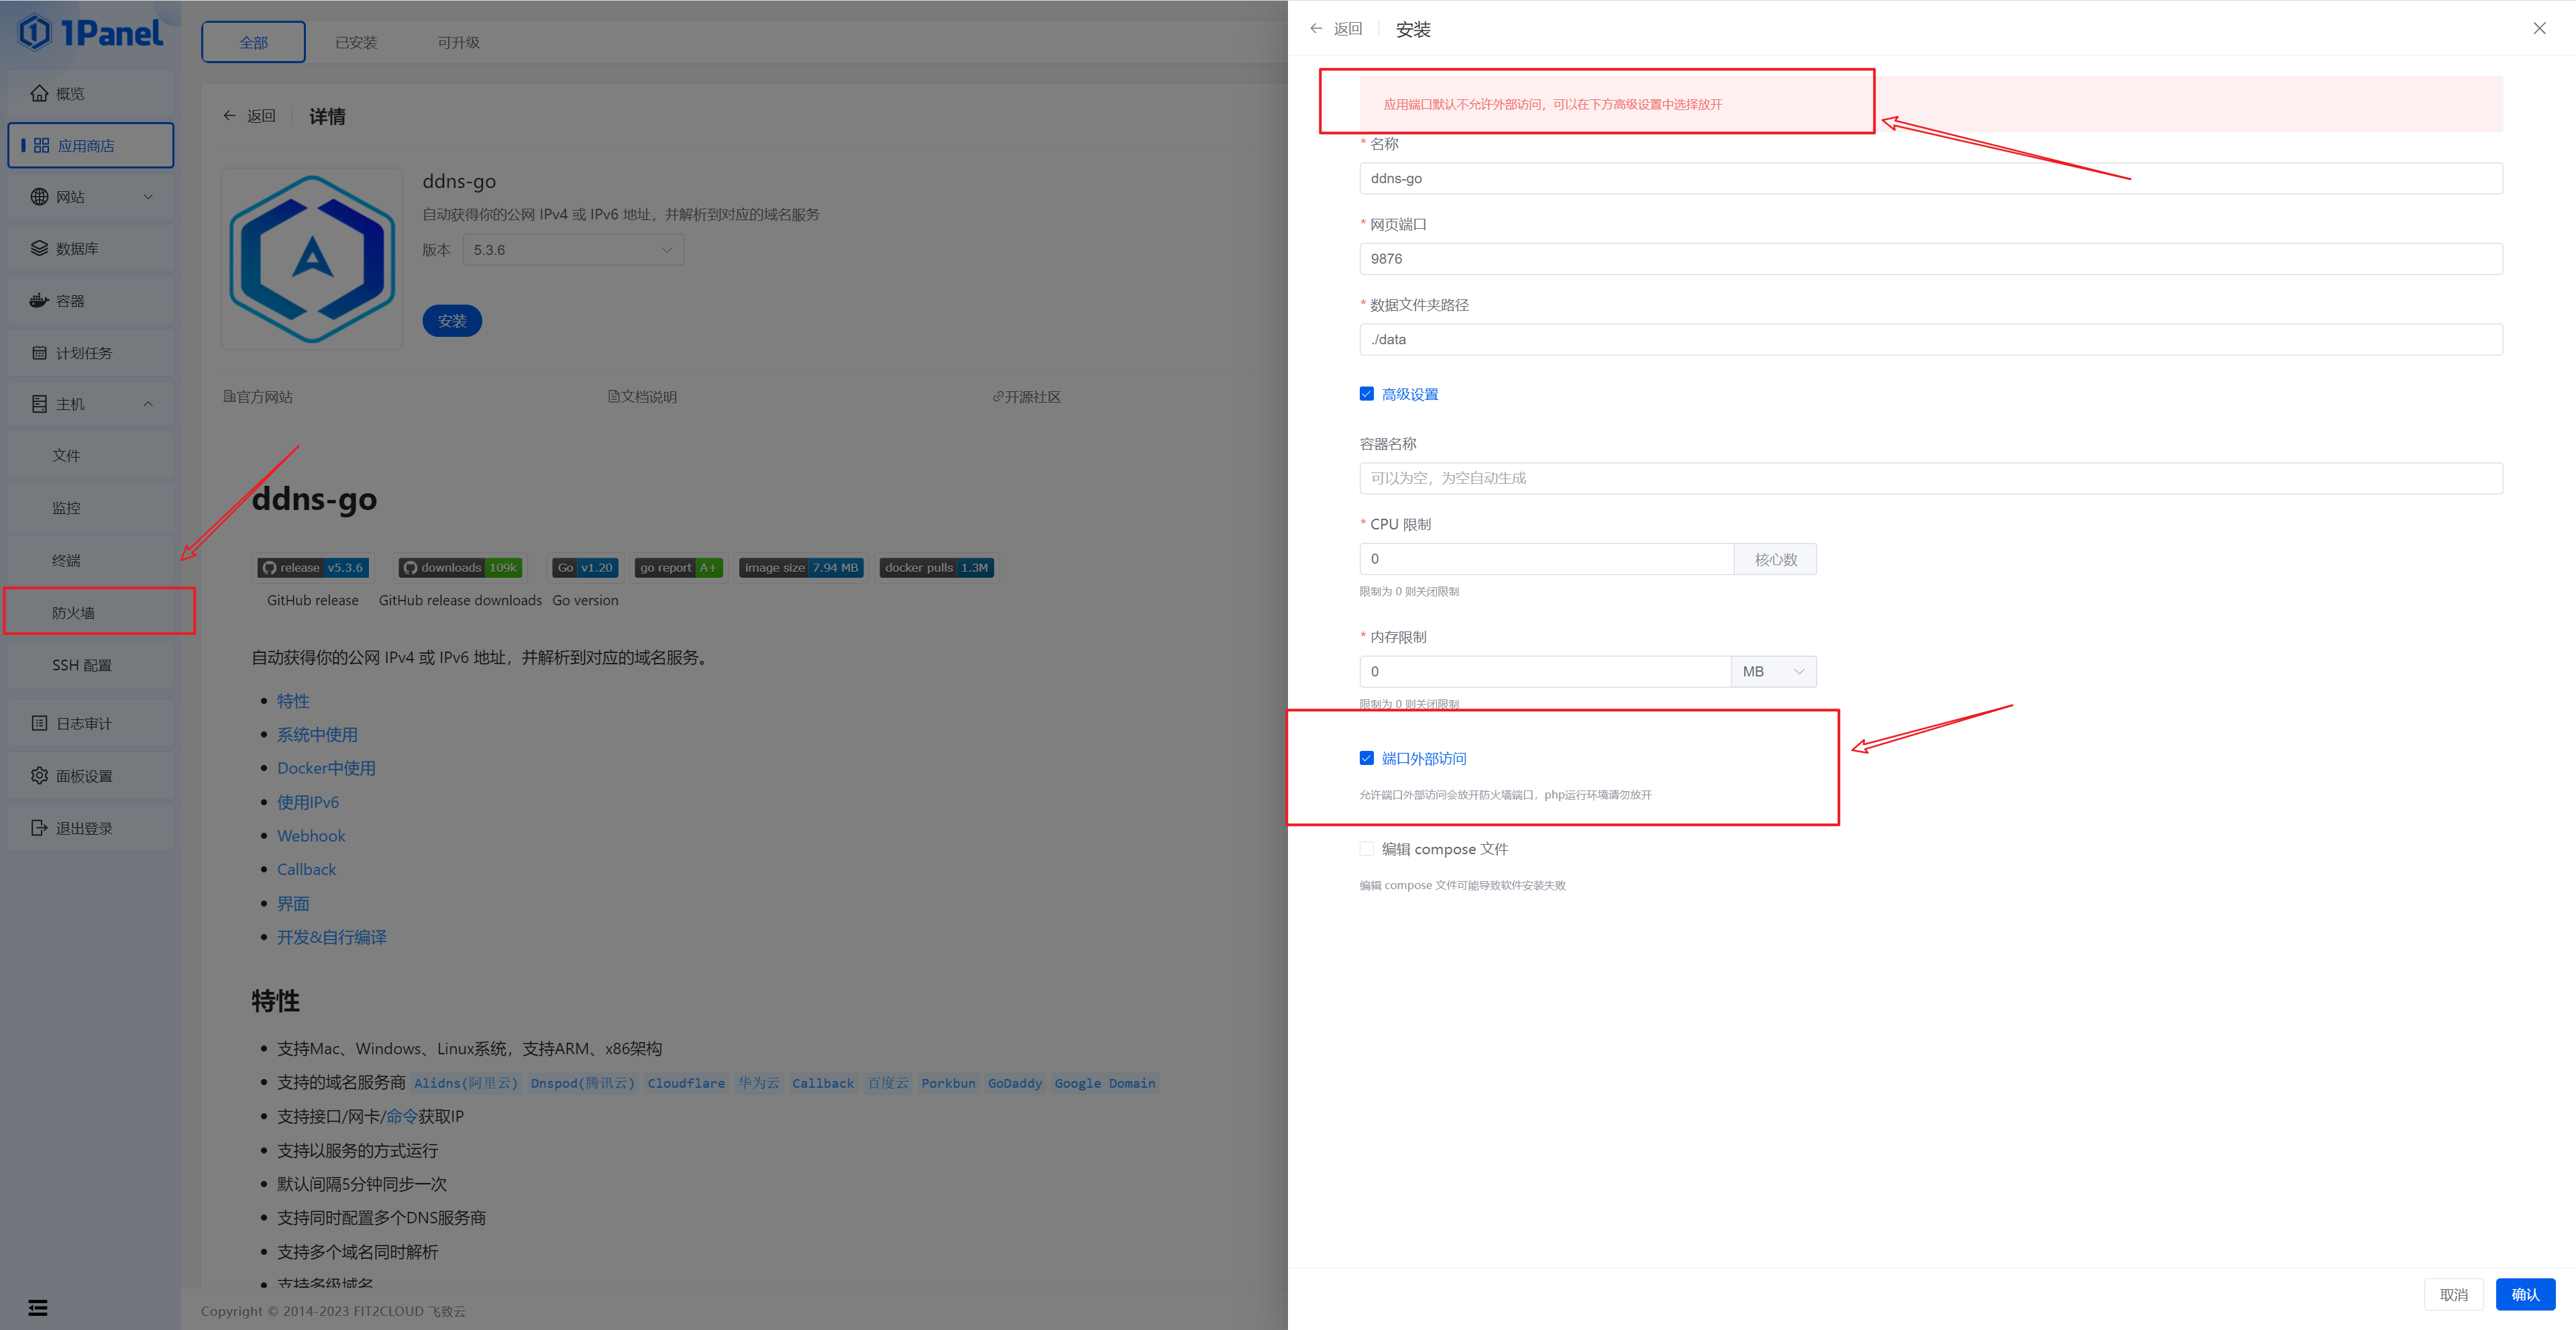 1Panel
概览
应用商店
网站
数据库
容器
计划任务
主机
文件
监控
终端
防火墙
SSH 配置
日志审计
面板设置
退出登录
全部
已安装
可升级
返回
详情
ddns-go
自动获得你的公网 IPv4 或 IPv6 地址，并解析到对应的域名服务
版本
5.3.6
安装
官方网站
文档说明
开源社区
ddns-go
release v5.3.6
downloads 109k
Go v1.20
go report A+
image size 7.94 MB
docker pulls 1.3M
GitHub release
GitHub release downloads
Go version
自动获得你的公网 IPv4 或 IPv6 地址，并解析到对应的域名服务。
特性
系统中使用
Docker中使用
使用IPv6
Webhook
Callback
界面
开发&自行编译
特性
支持Mac、Windows、Linux系统，支持ARM、x86架构
支持的域名服务商 Alidns(阿里云) Dnspod(腾讯云) Cloudflare 华为云 Callback 百度云 Porkbun GoDaddy Google Domain
支持接口/网卡/命令获取IP
支持以服务的方式运行
默认间隔5分钟同步一次
支持同时配置多个DNS服务商
支持多个域名同时解析
支持多级域名
Copyright © 2014-2023 FIT2CLOUD 飞致云
返回
安装
应用端口默认不允许外部访问，可以在下方高级设置中选择放开
* 名称
ddns-go
* 网页端口
9876
* 数据文件夹路径
./data
高级设置
容器名称
可以为空，为空自动生成
* CPU 限制
0
核心数
限制为 0 则关闭限制
* 内存限制
0
MB
限制为 0 则关闭限制
端口外部访问
允许端口外部访问会放开防火墙端口，php运行环境请勿放开
编辑 compose 文件
编辑 compose 文件可能导致软件安装失败
取消
确认